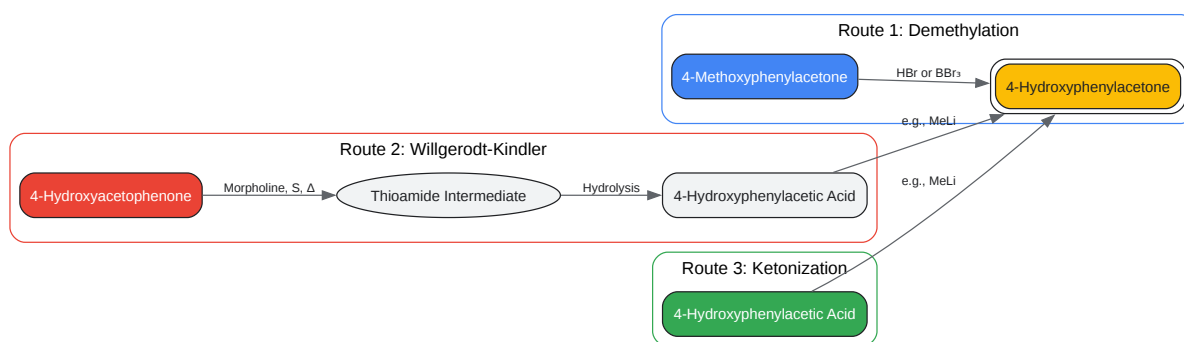 Route 1: Demethylation
4-Methoxyphenylacetone
HBr or BBr₃
4-Hydroxyphenylacetone
e.g., MeLi
Route 2: Willgerodt-Kindler
4-Hydroxyacetophenone
Morpholine, S, Δ
Thioamide Intermediate
Hydrolysis
4-Hydroxyphenylacetic Acid
e.g., MeLi
Route 3: Ketonization
4-Hydroxyphenylacetic Acid